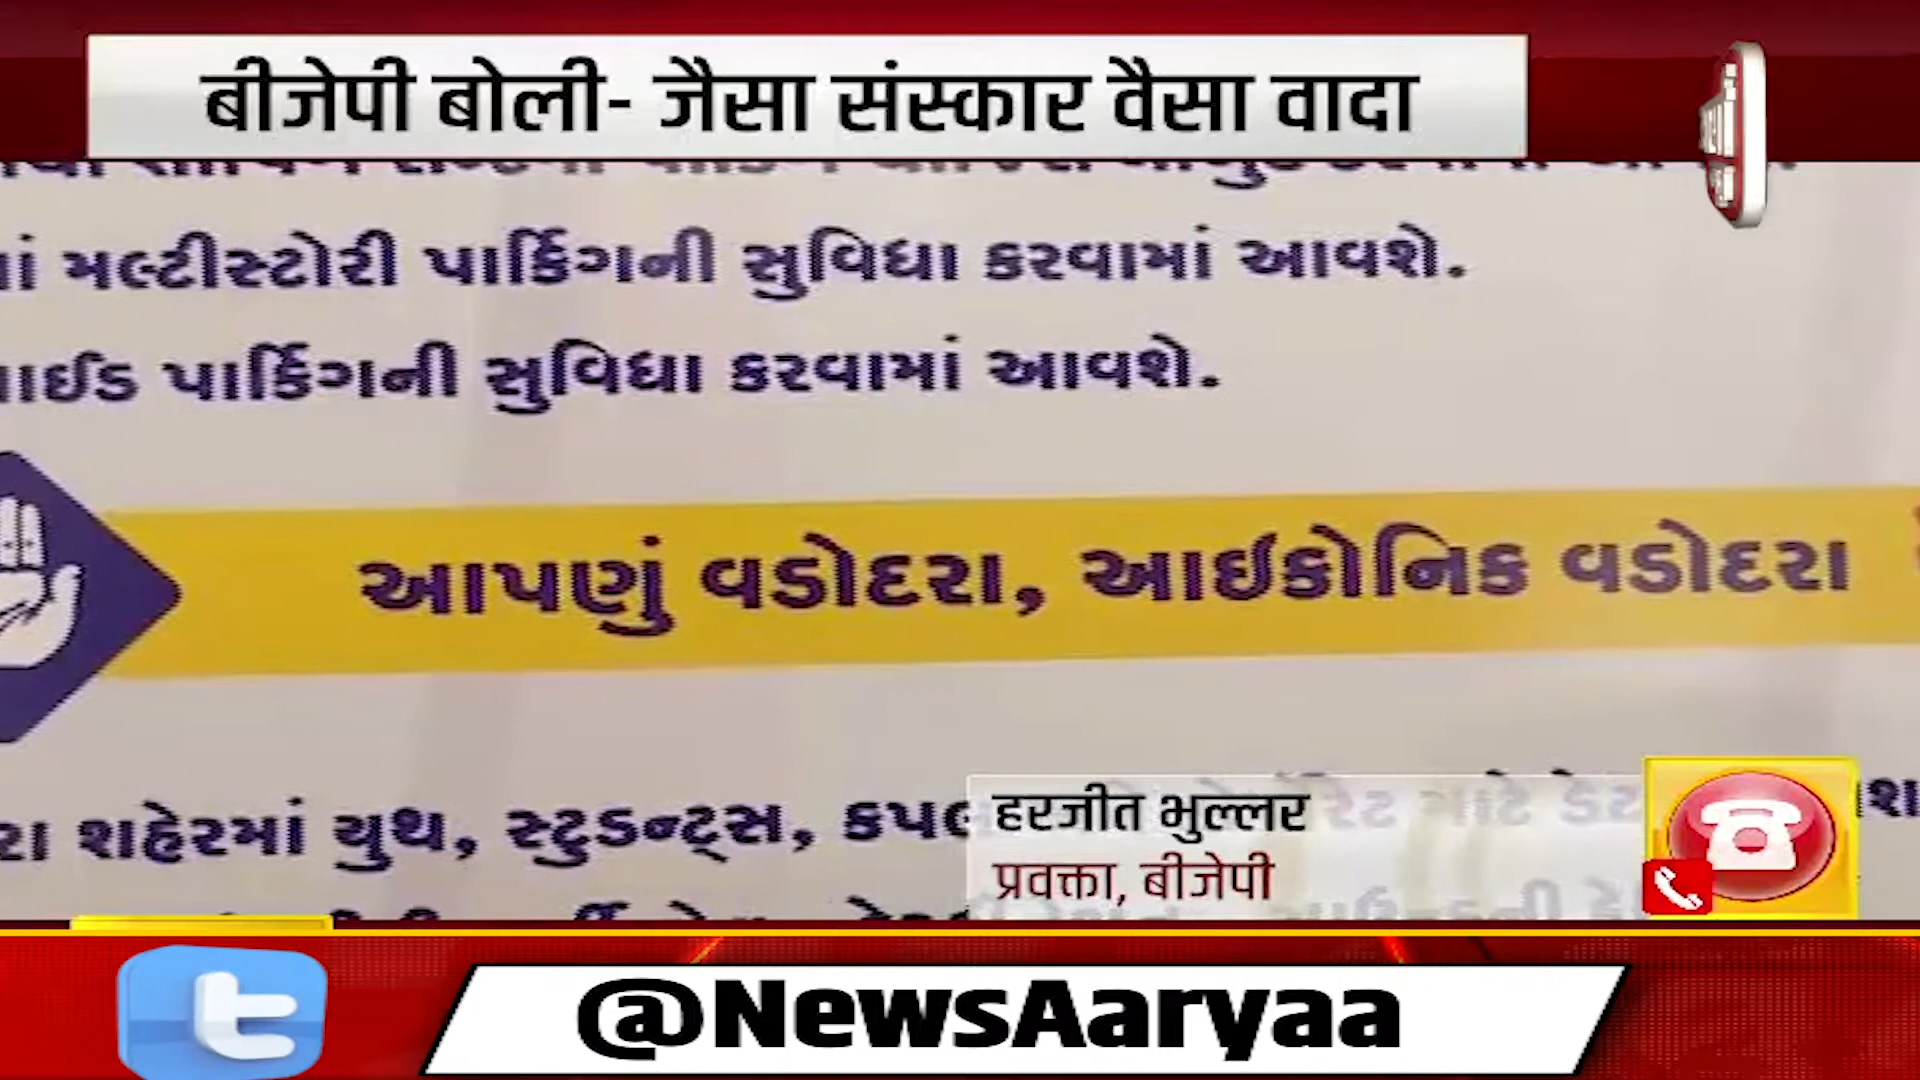 बीजेपी बोली- जैसा संस्कार वैसा वादा
મલ્ટીસ્ટોરી પાર્કિંગની સુવિધા કરવામાં આવશે.
પાર્કિંગની સુવિધા કરવામાં આવશે.
આપણું વડોદરા, આઈકોનિક વડોદરા
શહેરમાં યુથ, સ્ટુડન્ટ્સ, કપલ
हरजीत भुल्लर
प्रवक्ता, बीजेपी
@NewsAaryaa